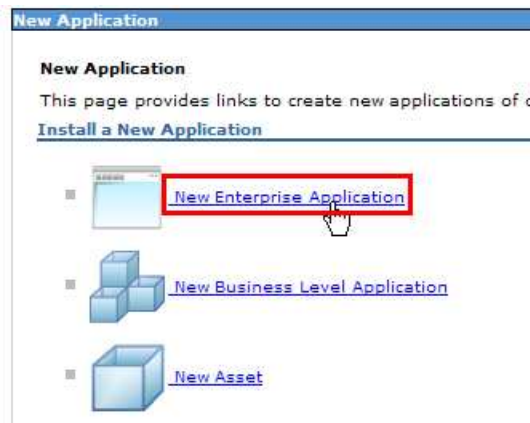 New Application
New Application
This page provides links to create new applications of
Install a New Application
New Enterprise Application
New Business Level Application
New Asset